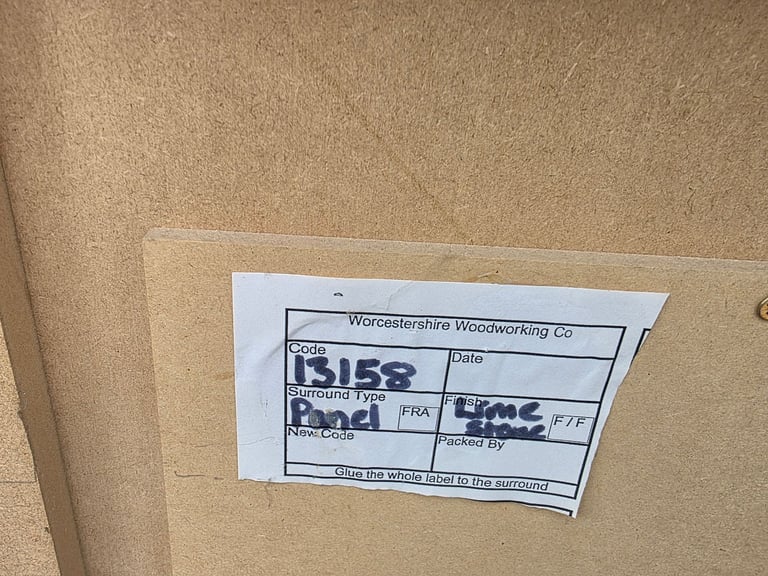 Worcestershire Woodworking Co
Code
13158
Date
Surround Type
Panel
FRA
Finish
Lime
Stone
F / F
New Code
Packed By
Glue the whole label to the surround